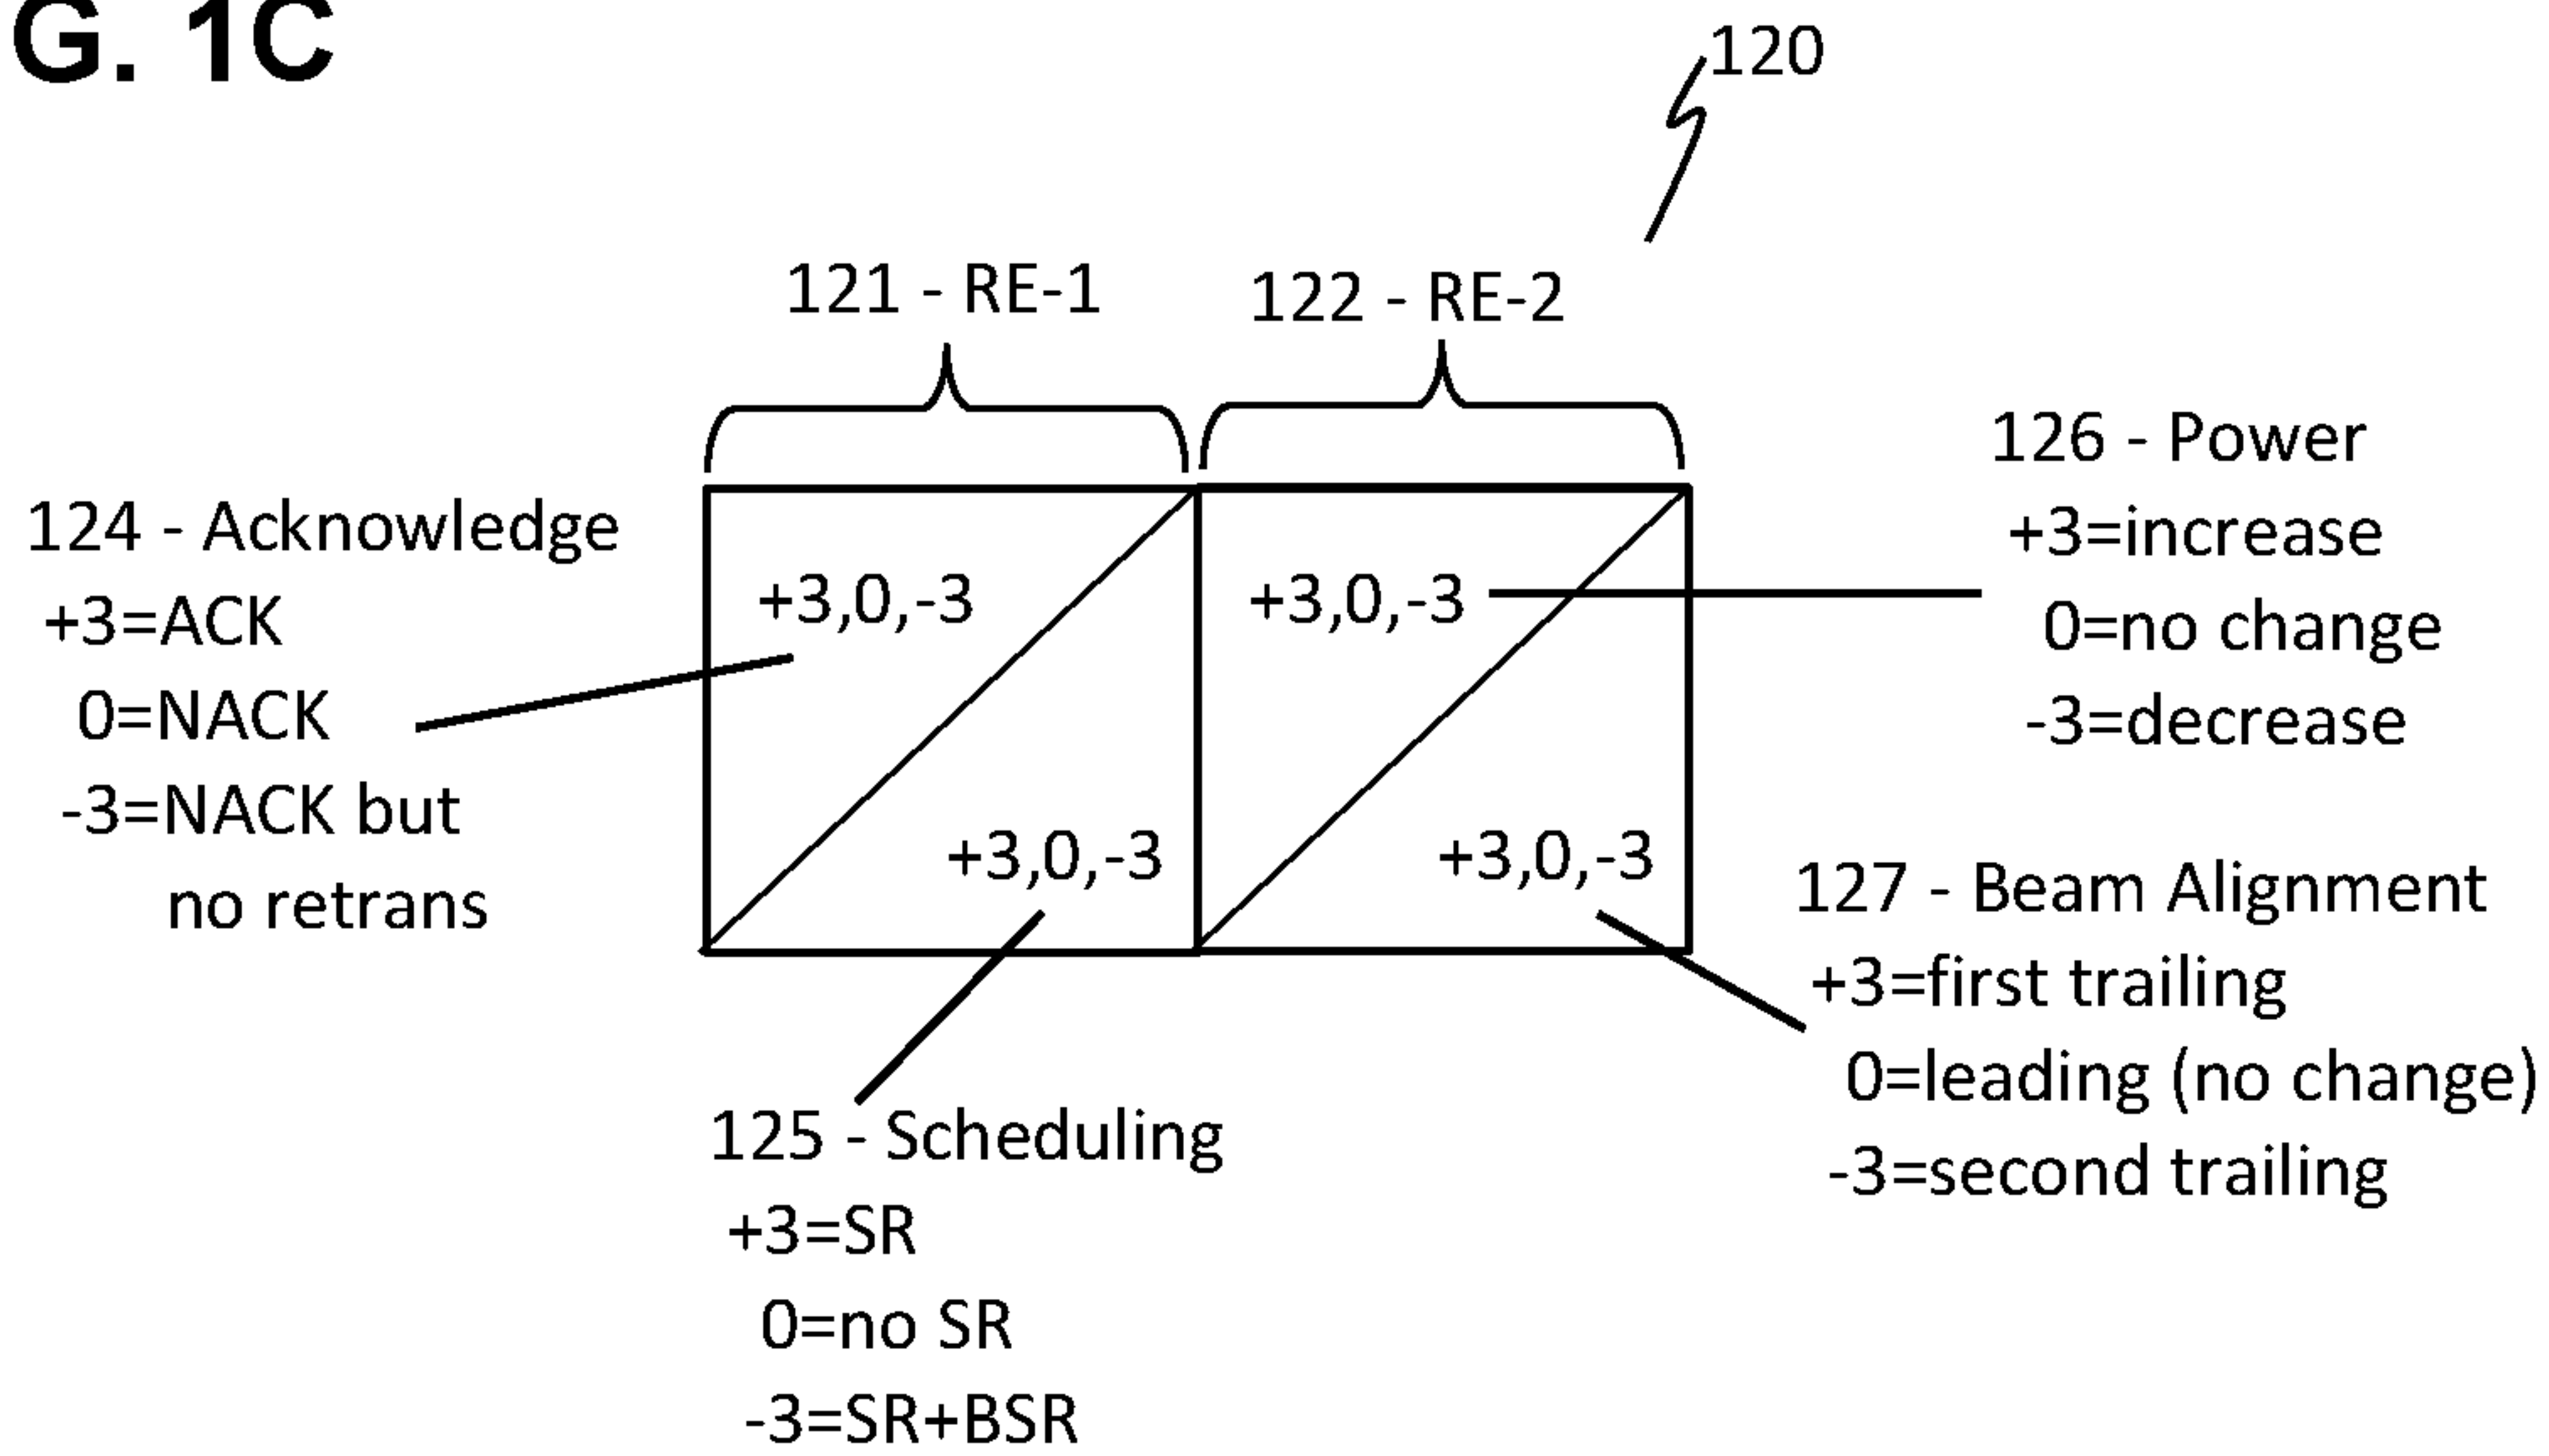 G. 1C
120
121 - RE-1
122 - RE-2
124 - Acknowledge
+3=ACK
0=NACK
-3=NACK but
no retrans
+3,0,-3
+3,0,-3
+3,0,-3
+3,0,-3
126 - Power
+3=increase
0=no change
-3=decrease
127 - Beam Alignment
+3=first trailing
0=leading (no change)
-3=second trailing
125 - Scheduling
+3=SR
0=no SR
-3=SR+BSR